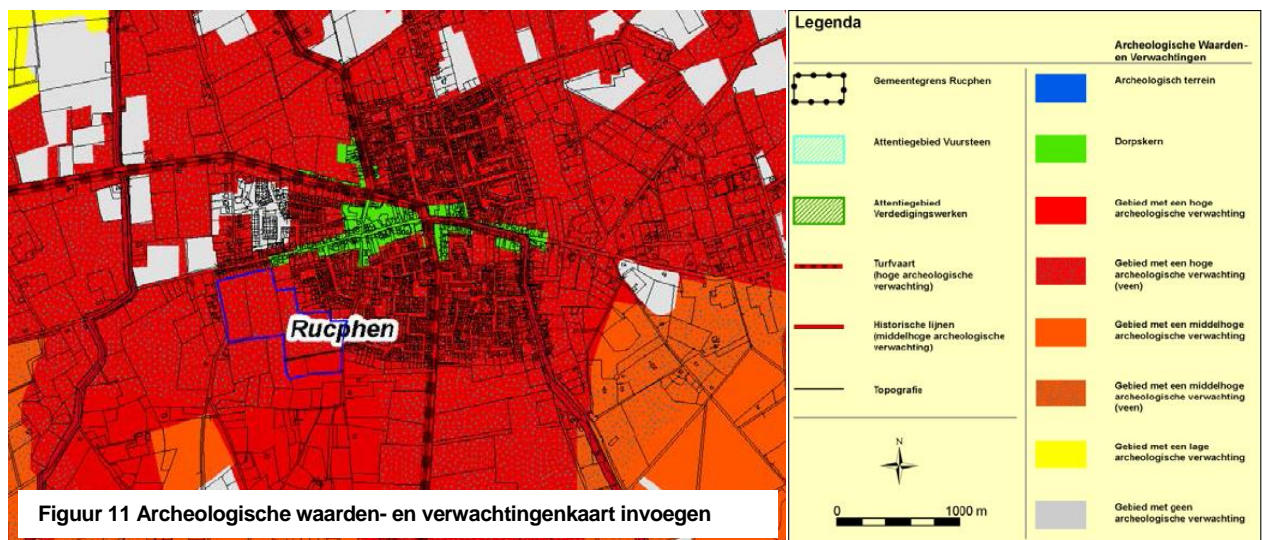 Rucphen
Figuur 11 Archeologische waarden- en verwachtingenkaart invoegen
Legenda
Gemeentegrens Rucphen
Attentiegebied Vuursteen
Attentiegebied
Verdedigingswerken
Turfvaart
(hoge archeologische
verwachting)
Historische lijnen
(middelhoge archeologische
verwachting)
Topografie
N
0 1000 m
Archeologische Waarden-
en Verwachtingen
Archeologisch terrein
Dorpskern
Gebied met een hoge
archeologische verwachting
Gebied met een hoge
archeologische verwachting
(veen)
Gebied met een middelhoge
archeologische verwachting
Gebied met een middelhoge
archeologische verwachting
(veen)
Gebied met een lage
archeologische verwachting
Gebied met geen
archeologische verwachting